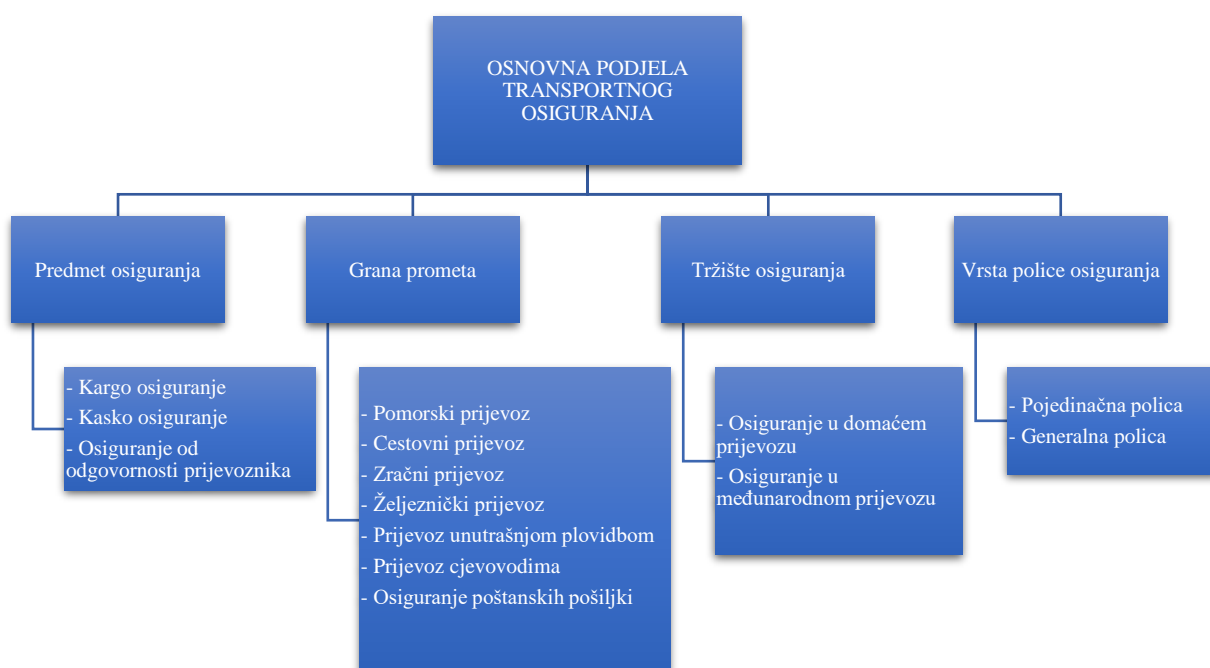 OSNOVNA PODJELA
TRANSPORTNOG
OSIGURANJA
Predmet osiguranja
Grana prometa
Tržište osiguranja
Vrsta police osiguranja
- Kargo osiguranje
- Kasko osiguranje
- Osiguranje od
odgovornosti prijevoznika
- Pomorski prijevoz
- Cestovni prijevoz
- Zračni prijevoz
- Željeznički prijevoz
- Prijevoz unutrašnjom plovidbom
- Prijevoz cjevovodima
- Osiguranje poštanskih pošiljki
- Osiguranje u domaćem
prijevozu
- Osiguranje u
međunarodnom prijevozu
- Pojedinačna polica
- Generalna polica